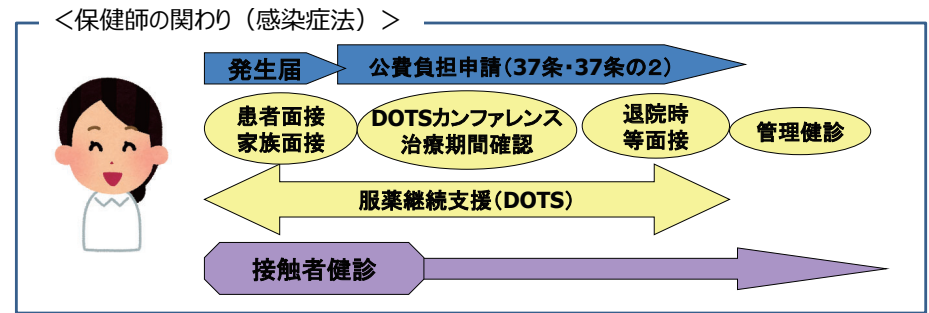 ＜保健師の関わり（感染症法）＞
発生届
公費負担申請(37条・37条の２)
患者面接
家族面接
DOTSカンファレンス
治療期間確認
退院時
等面接
管理健診
服薬継続支援(DOTS)
接触者健診